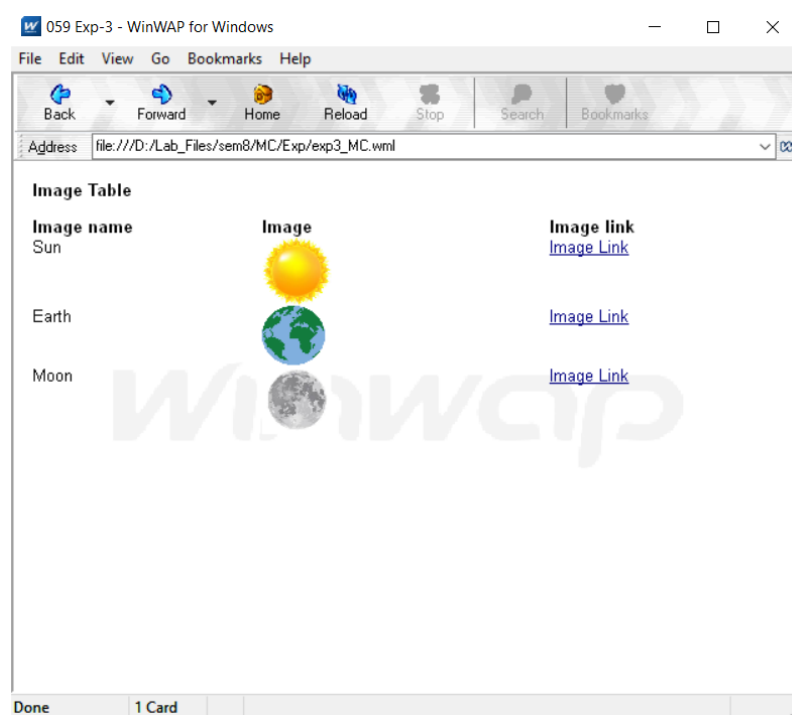 059 Exp-3 - WinWAP for Windows
File Edit View Go Bookmarks Help
Back Forward Home Reload Stop Search Bookmarks
Address file:///D:/Lab_Files/sem8/MC/Exp/exp3_MC.wml
Image Table
Image name Image Image link
Sun Image Link
Earth Image Link
Moon Image Link
winwap
Done 1 Card